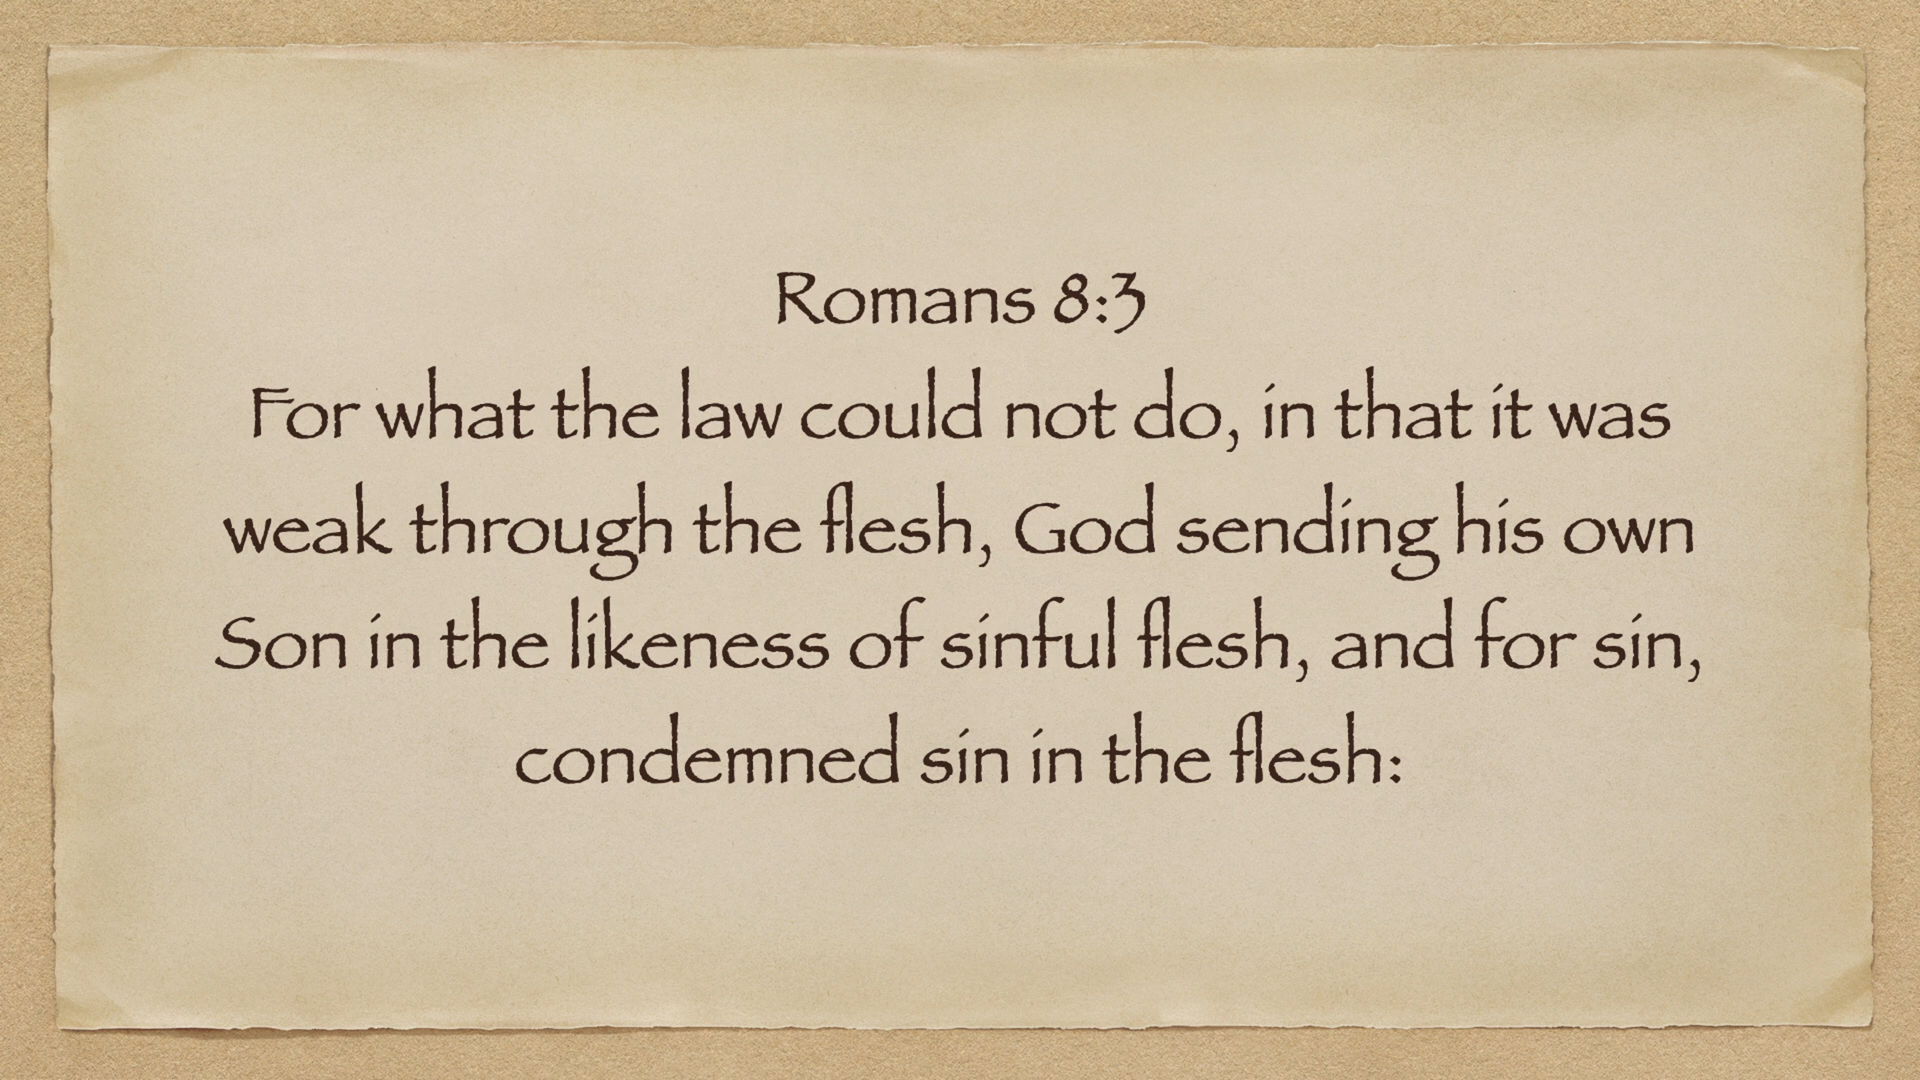 Romans 8:3
For what the law could not do, in that it was
weak through the flesh, God sending his own
Son in the likeness of sinful flesh, and for sin,
condemned sin in the flesh: